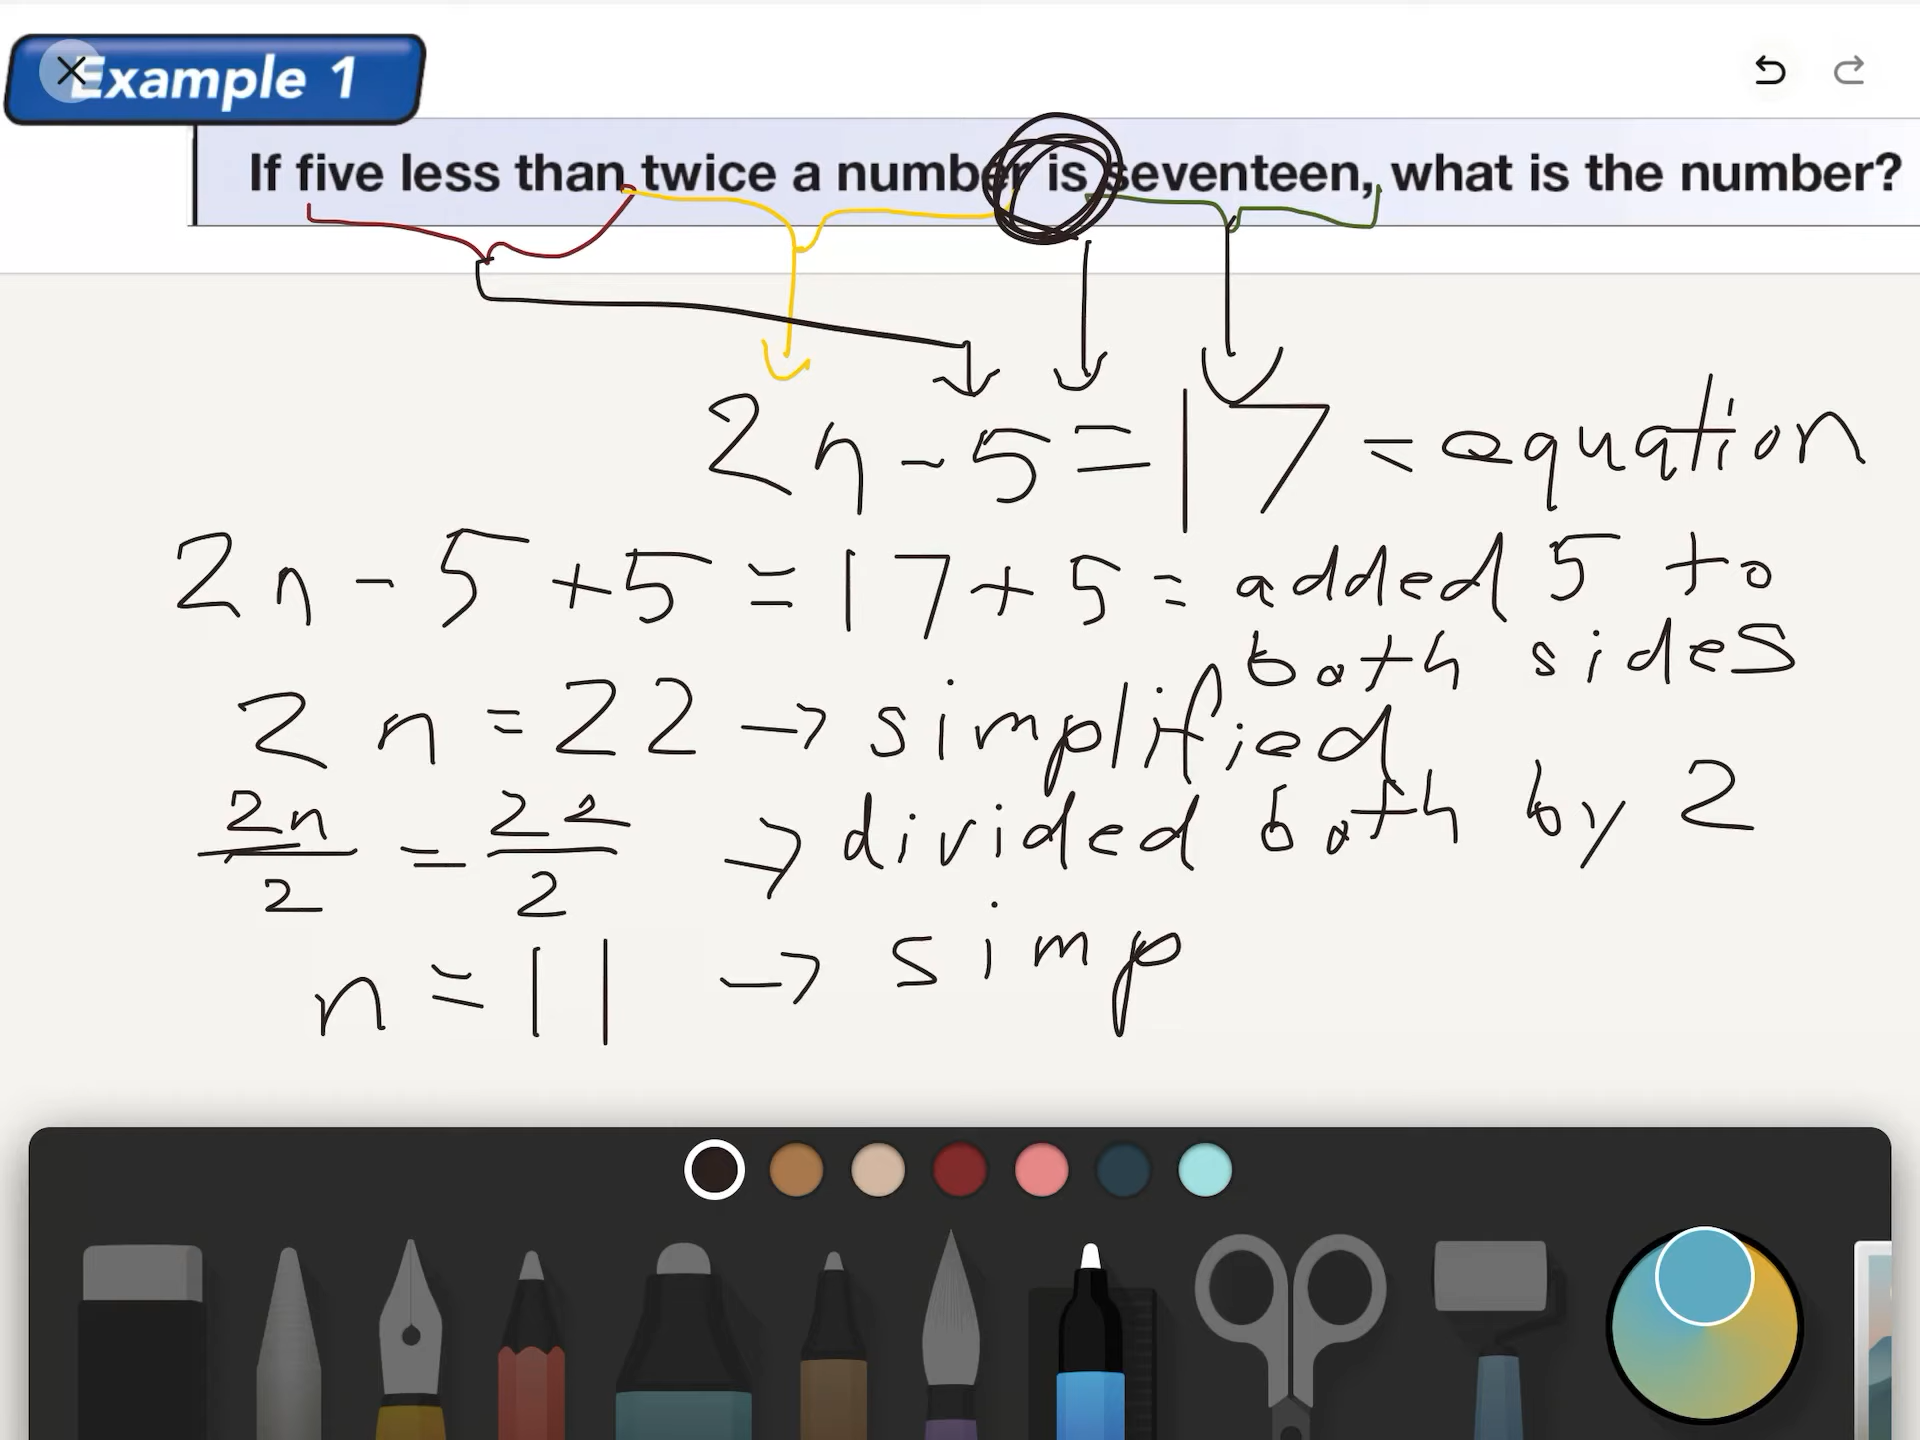 Example 1
If five less than twice a number is seventeen, what is the number?
2n - 5 = 17 = equation
2n - 5 + 5 = 17 + 5 = added 5 to
both sides
2n = 22 → simplified
2n/2 = 22/2 → divided both by 2
n = 11 → simp